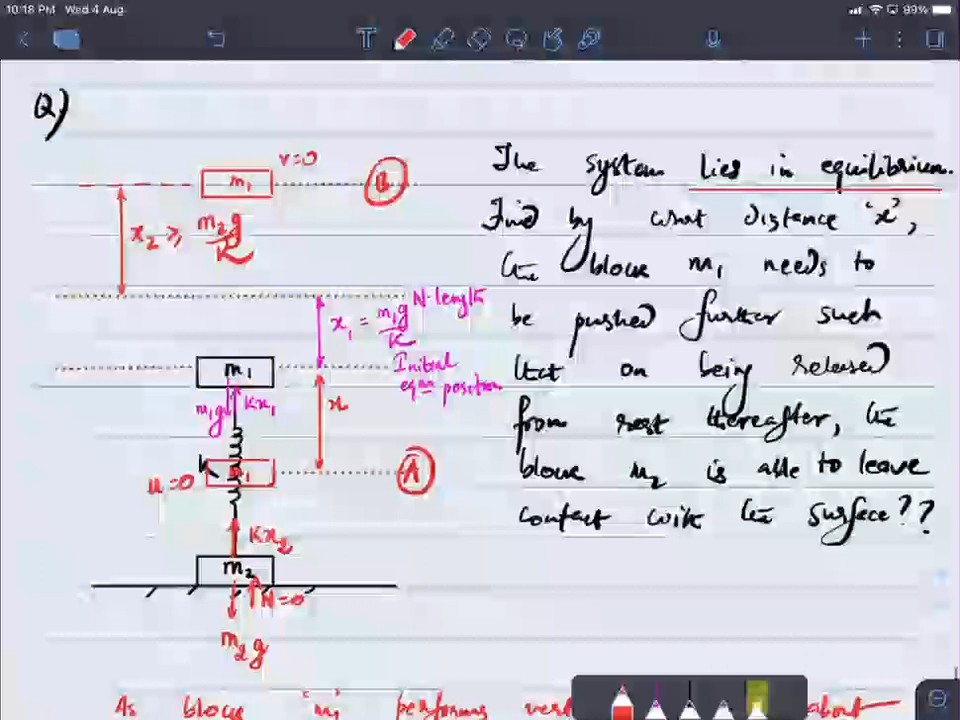 10:18 PM Wed 4 Aug
99%
Q)
The system lies in equilibrium.
Find by what distance 'x',
the block m₁ needs to
be pushed further such
that on being released
from rest thereafter, the
block m₂ is able to leave
contact with the surface??
m₁
v=0
B
x₂ ≥ m₂g/K
N.length
x₁ = m₁g/K
m₁
Initial
eqm position
m₁g
Kx₁
x
K
m₁
u=0
A
Kx₂
m₂
N=0
m₂g
As block 'm₁' performs about